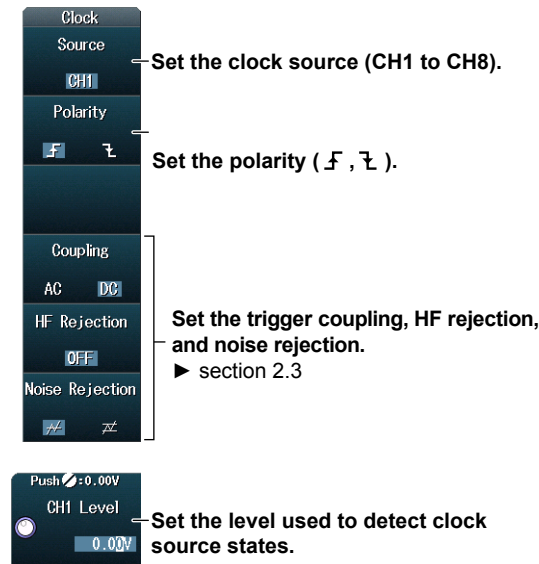 Clock
Source
CH1
Set the clock source (CH1 to CH8).
Polarity
Set the polarity ( , ).
Coupling
AC DC
HF Rejection
OFF
Set the trigger coupling, HF rejection,
and noise rejection.
► section 2.3
Noise Rejection
Push :0.00V
CH1 Level
0.00V
Set the level used to detect clock
source states.